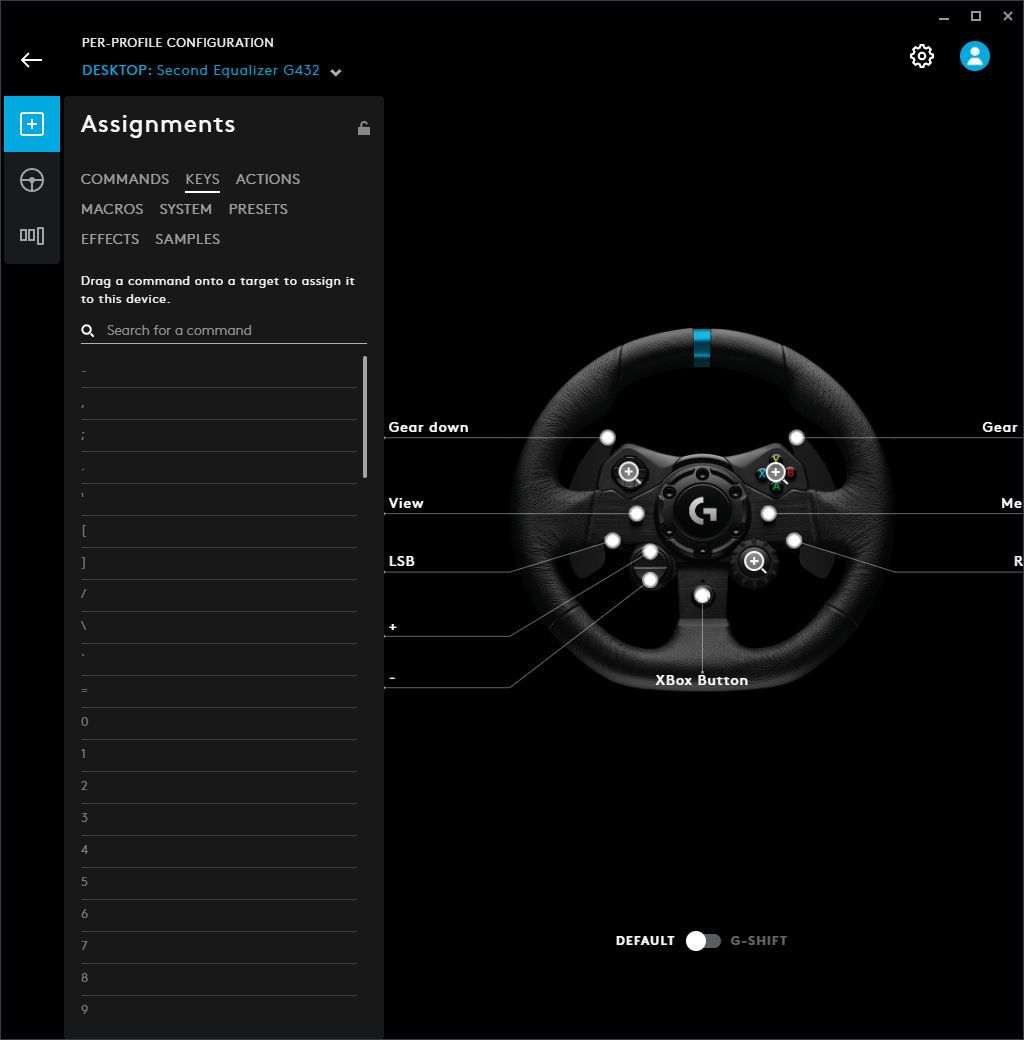 PER-PROFILE CONFIGURATION
DESKTOP: Second Equalizer G432
Assignments
COMMANDS KEYS ACTIONS
MACROS SYSTEM PRESETS
EFFECTS SAMPLES
Drag a command onto a target to assign it
to this device.
Search for a command
-
,
;
.
'
[
]
/
\
`
=
0
1
2
3
4
5
6
7
8
9
Gear down
Gear
Y
X B
A
View
Me
LSB
R
+
-
XBox Button
DEFAULT G-SHIFT